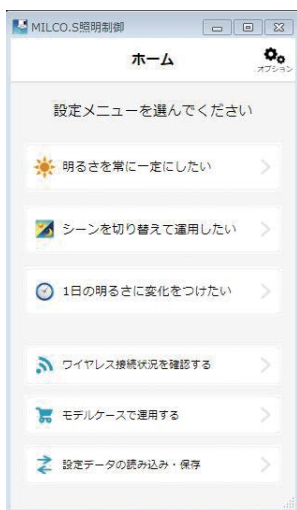 MILCO.S照明制御
ホーム
オプション
設定メニューを選んでください
明るさを常に一定にしたい
シーンを切り替えて運用したい
1日の明るさに変化をつけたい
ワイヤレス接続状況を確認する
モデルケースで運用する
設定データの読み込み・保存